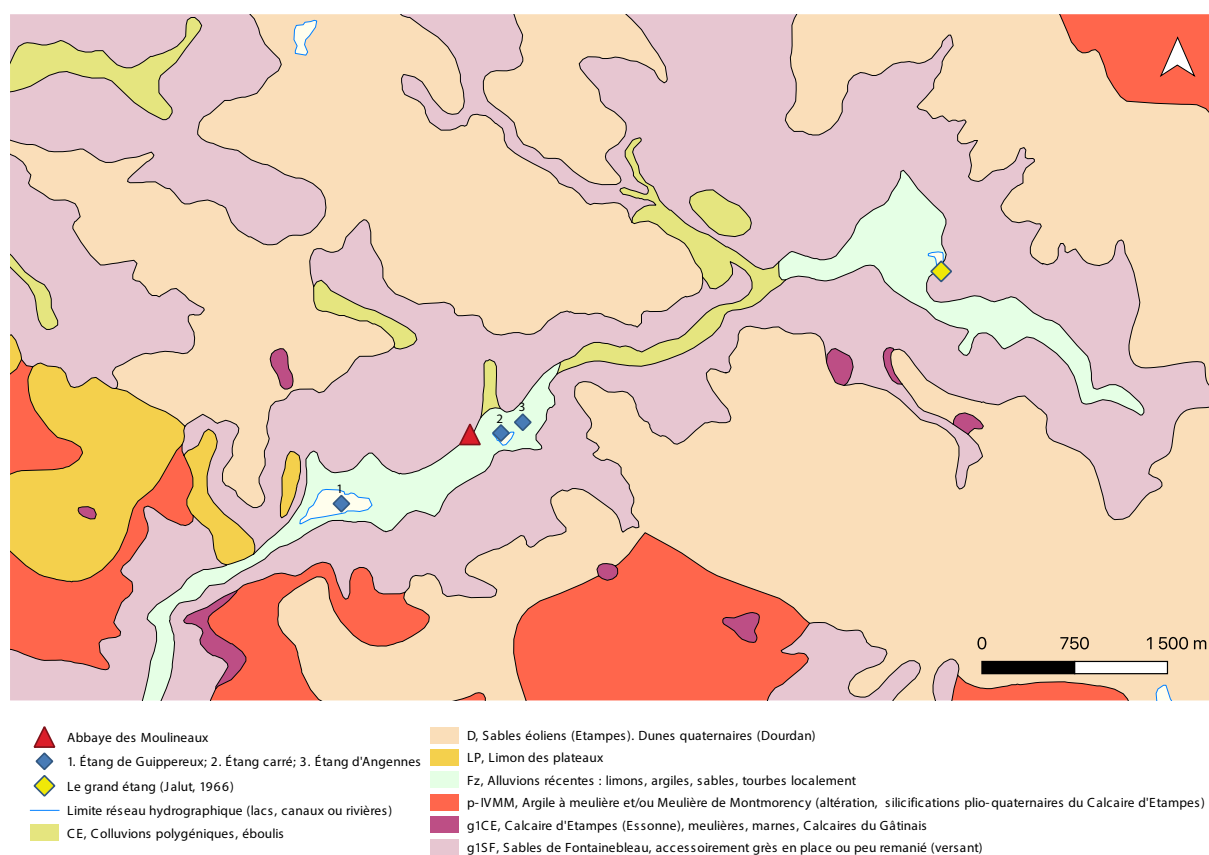 3
2
1
0 750 1 500 m
Abbaye des Moulineaux
1. Étang de Guippereux; 2. Étang carré; 3. Étang d'Angennes
Le grand étang (Jalut, 1966)
Limite réseau hydrographique (lacs, canaux ou rivières)
CE, Colluvions polygéniques, éboulis
D, Sables éoliens (Etampes). Dunes quaternaires (Dourdan)
LP, Limon des plateaux
Fz, Alluvions récentes : limons, argiles, sables, tourbes localement
p-IVMM, Argile à meulière et/ou Meulière de Montmorency (altération, silicifications plio-quaternaires du Calcaire d'Etampes)
g1CE, Calcaire d'Etampes (Essonne), meulières, marnes, Calcaires du Gâtinais
g1SF, Sables de Fontainebleau, accessoirement grès en place ou peu remanié (versant)